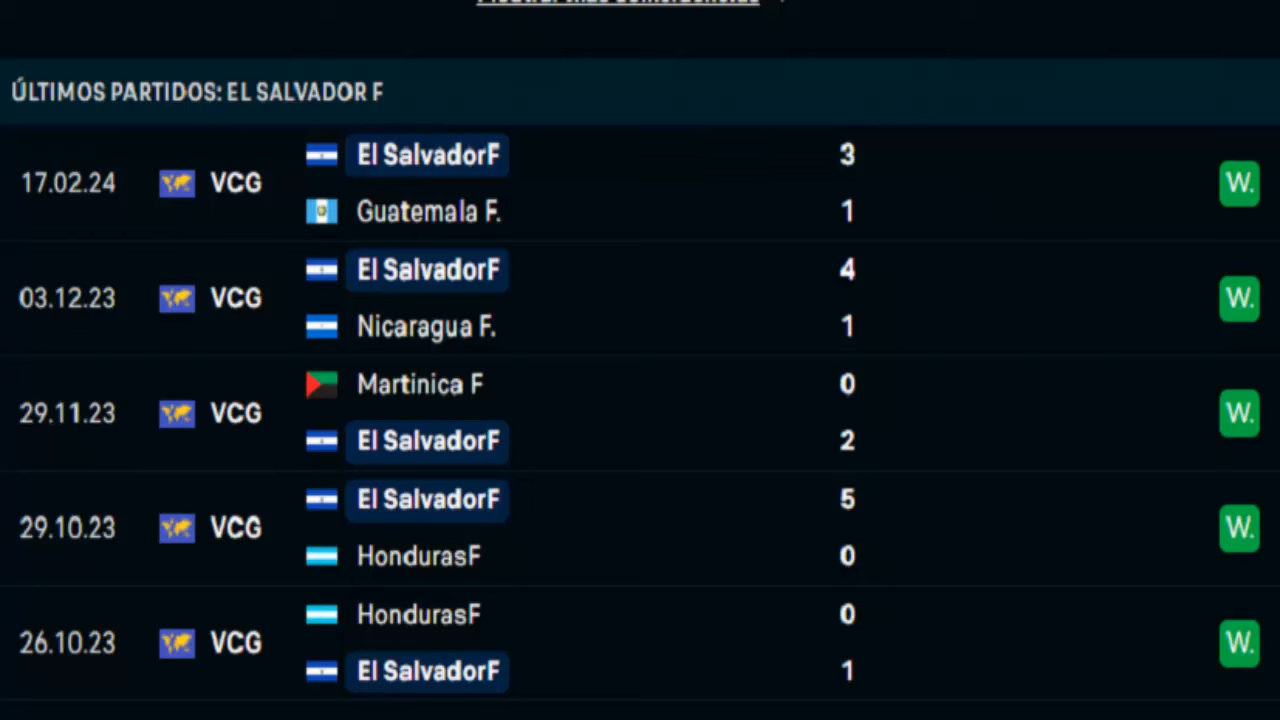 ÚLTIMOS PARTIDOS: EL SALVADOR F
17.02.24 VCG El SalvadorF 3 W.
Guatemala F. 1
03.12.23 VCG El SalvadorF 4 W.
Nicaragua F. 1
29.11.23 VCG Martinica F 0 W.
El SalvadorF 2
29.10.23 VCG El SalvadorF 5 W.
HondurasF 0
26.10.23 VCG HondurasF 0 W.
El SalvadorF 1